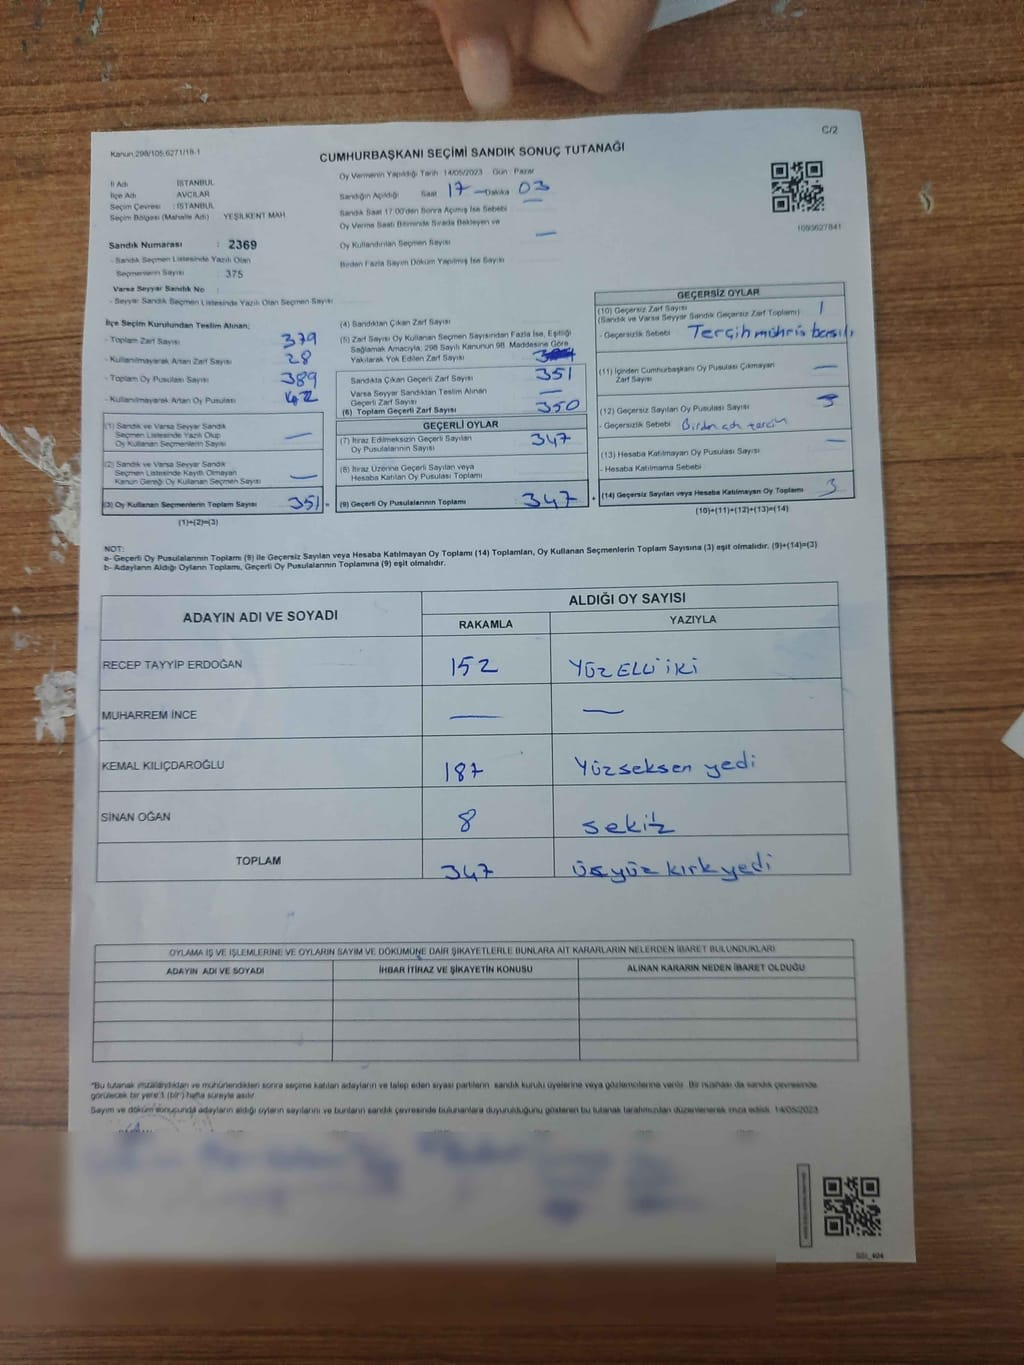 C/2
Kanun 298/105;6271/18-1
CUMHURBAŞKANI SEÇİMİ SANDIK SONUÇ TUTANAĞI
İl Adı : İSTANBUL
İlçe Adı : AVCILAR
Seçim Çevresi : İSTANBUL
Seçim Bölgesi (Mahalle Adı) : YEŞİLKENT MAH
Sandık Numarası : 2369
- Sandık Seçmen Listesinde Yazılı Olan
Seçmenlerin Sayısı : 375
Varsa Seyyar Sandık No :
- Seyyar Sandık Seçmen Listesinde Yazılı Olan Seçmen Sayısı
Oy Vermenin Yapıldığı Tarih 14/05/2023 Gün : Pazar
Sandığın Açıldığı Saat 17 Dakika 03
Sandık Saat 17:00'den Sonra Açılmış İse Sebebi
Oy Verme Saati Bitiminde Sırada Bekleyen ve
Oy Kullandırılan Seçmen Sayısı —
Birden Fazla Sayım Döküm Yapılmış İse Sayısı
1093627841
İlçe Seçim Kurulundan Teslim Alınan;
- Toplam Zarf Sayısı 379
- Kullanılmayarak Artan Zarf Sayısı 28
- Toplam Oy Pusulası Sayısı 389
- Kullanılmayarak Artan Oy Pusulası 42
(1) Sandık ve Varsa Seyyar Sandık
Seçmen Listesinde Yazılı Olup
Oy Kullanan Seçmenlerin Sayısı —
(2) Sandık ve Varsa Seyyar Sandık
Seçmen Listesinde Kayıtlı Olmayan
Kanun Gereği Oy Kullanan Seçmen Sayısı —
(3) Oy Kullanan Seçmenlerin Toplam Sayısı 351 =
(1)+(2)=(3)
(4) Sandıktan Çıkan Zarf Sayısı
(5) Zarf Sayısı Oy Kullanan Seçmen Sayısından Fazla İse, Eşitliği
Sağlamak Amacıyla, 298 Sayılı Kanunun 98. Maddesine Göre
Yakılarak Yok Edilen Zarf Sayısı
Sandıkta Çıkan Geçerli Zarf Sayısı 351
Varsa Seyyar Sandıktan Teslim Alınan
Geçerli Zarf Sayısı —
(6) Toplam Geçerli Zarf Sayısı 350
GEÇERLİ OYLAR
(7) İtiraz Edilmeksizin Geçerli Sayılan
Oy Pusulası Sayısı 347
(8) İtiraz Üzerine Geçerli Sayılan veya
Hesaba Katılan Oy Pusulası Toplamı
(9) Geçerli Oy Pusulalarının Toplamı 347 +
GEÇERSİZ OYLAR
(10) Geçersiz Zarf Sayısı 1
(Sandık ve Varsa Seyyar Sandık Geçersiz Zarf Toplamı)
- Geçersizlik Sebebi Tercih mührü basılı
(11) İçinden Cumhurbaşkanı Oy Pusulası Çıkmayan
Zarf Sayısı —
(12) Geçersiz Sayılan Oy Pusulası Sayısı 3
- Geçersizlik Sebebi Birden çok tercih
(13) Hesaba Katılmayan Oy Pusulası Sayısı —
- Hesaba Katılmama Sebebi
(14) Geçersiz Sayılan veya Hesaba Katılmayan Oy Toplamı 3
(10)+(11)+(12)+(13)=(14)
NOT:
a- Geçerli Oy Pusulalarının Toplamı (9) ile Geçersiz Sayılan veya Hesaba Katılmayan Oy Toplamı (14) Toplamları, Oy Kullanan Seçmenlerin Toplam Sayısına (3) eşit olmalıdır. (9)+(14)=(3)
b- Adayların Aldığı Oyların Toplamı, Geçerli Oy Pusulalarının Toplamına (9) eşit olmalıdır.
ADAYIN ADI VE SOYADI ALDIĞI OY SAYISI
RAKAMLA YAZIYLA
RECEP TAYYİP ERDOĞAN 152 YÜZELLİ İKİ
MUHARREM İNCE — —
KEMAL KILIÇDAROĞLU 187 Yüzseksen yedi
SİNAN OĞAN 8 sekiz
TOPLAM 347 üçyüz kırk yedi
OYLAMA İŞ VE İŞLEMLERİNE VE OYLARIN SAYIM VE DÖKÜMÜNE DAİR ŞİKAYETLERLE BUNLARA AİT KARARLARIN NELERDEN İBARET BULUNDUKLARI
ADAYIN ADI VE SOYADI İHBAR İTİRAZ VE ŞİKAYETİN KONUSU ALINAN KARARIN NEDEN İBARET OLDUĞU
*Bu tutanak imzalandıktan ve mühürlendikten sonra seçime katılan adayların ve talep eden siyasi partilerin sandık kurulu üyelerine veya gözlemcilerine verilir. Bir nüshası da sandık çevresinde
görülecek bir yere 1 (bir) hafta süreyle asılır.
Sayım ve döküm sonucunda adayların aldığı oyların sayılarını ve bunların sandık çevresinde bulunanlara duyurulduğunu gösteren bu tutanak tarafımızdan düzenlenerek imza edildi. 14/05/2023